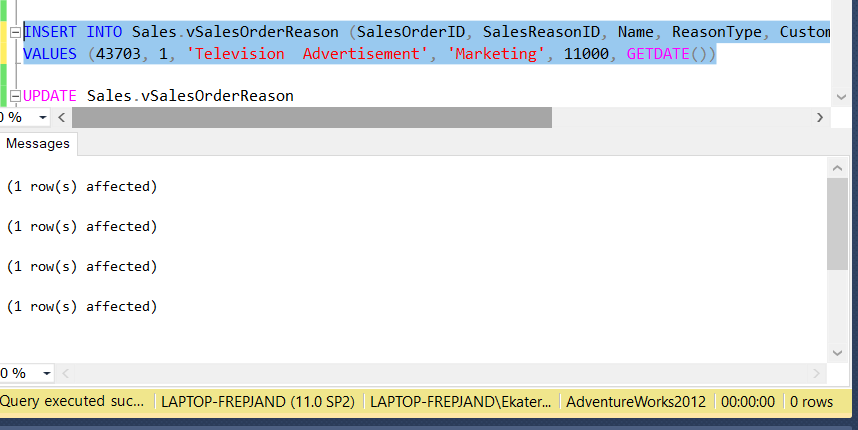 INSERT INTO Sales.vSalesOrderReason (SalesOrderID, SalesReasonID, Name, ReasonType, Custom
VALUES (43703, 1, 'Television  Advertisement', 'Marketing', 11000, GETDATE())
UPDATE Sales.vSalesOrderReason
0 %
Messages
(1 row(s) affected)
(1 row(s) affected)
(1 row(s) affected)
(1 row(s) affected)
0 %
Query executed suc... LAPTOP-FREPJAND (11.0 SP2) LAPTOP-FREPJAND\Ekater... AdventureWorks2012 00:00:00 0 rows